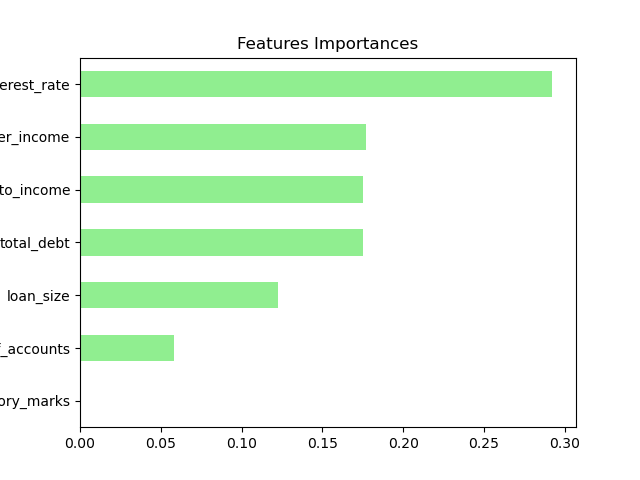 Features Importances
erest_rate
er_income
to_income
total_debt
loan_size
f_accounts
ory_marks
0.00 0.05 0.10 0.15 0.20 0.25 0.30